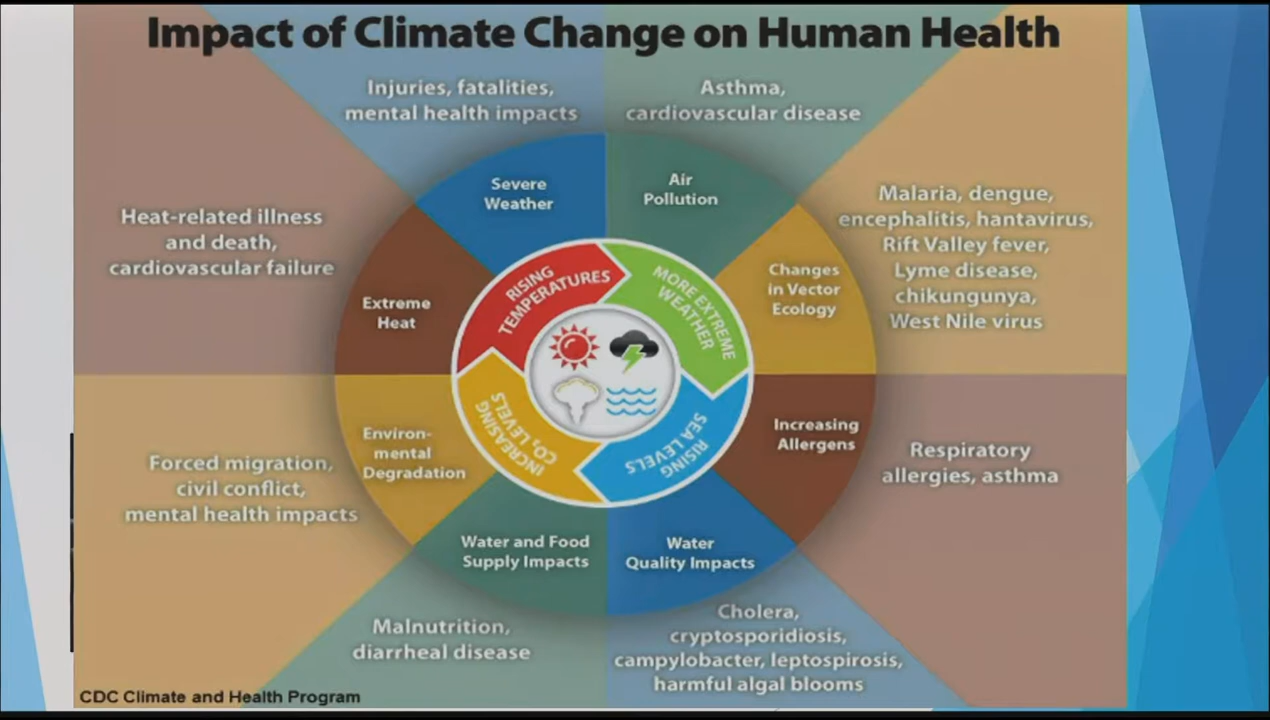 Impact of Climate Change on Human Health
Injuries, fatalities,
mental health impacts
Asthma,
cardiovascular disease
Severe
Weather
Air
Pollution
Heat-related illness
and death,
cardiovascular failure
Malaria, dengue,
encephalitis, hantavirus,
Rift Valley fever,
Lyme disease,
chikungunya,
West Nile virus
Extreme
Heat
Changes
in Vector
Ecology
RISING
TEMPERATURES
MORE EXTREME
WEATHER
INCREASING
CO₂ LEVELS
RISING
SEA LEVELS
Environ-
mental
Degradation
Increasing
Allergens
Forced migration,
civil conflict,
mental health impacts
Respiratory
allergies, asthma
Water and Food
Supply Impacts
Water
Quality Impacts
Malnutrition,
diarrheal disease
Cholera,
cryptosporidiosis,
campylobacter, leptospirosis,
harmful algal blooms
CDC Climate and Health Program